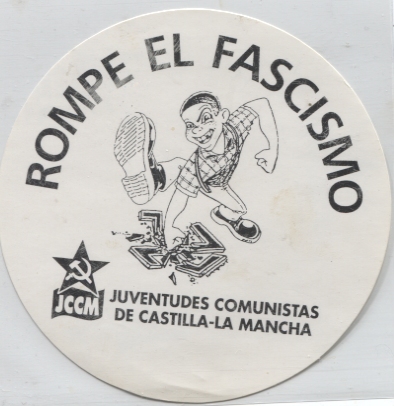 ROMPE EL FASCISMO
JCCM
JUVENTUDES COMUNISTAS
DE CASTILLA-LA MANCHA